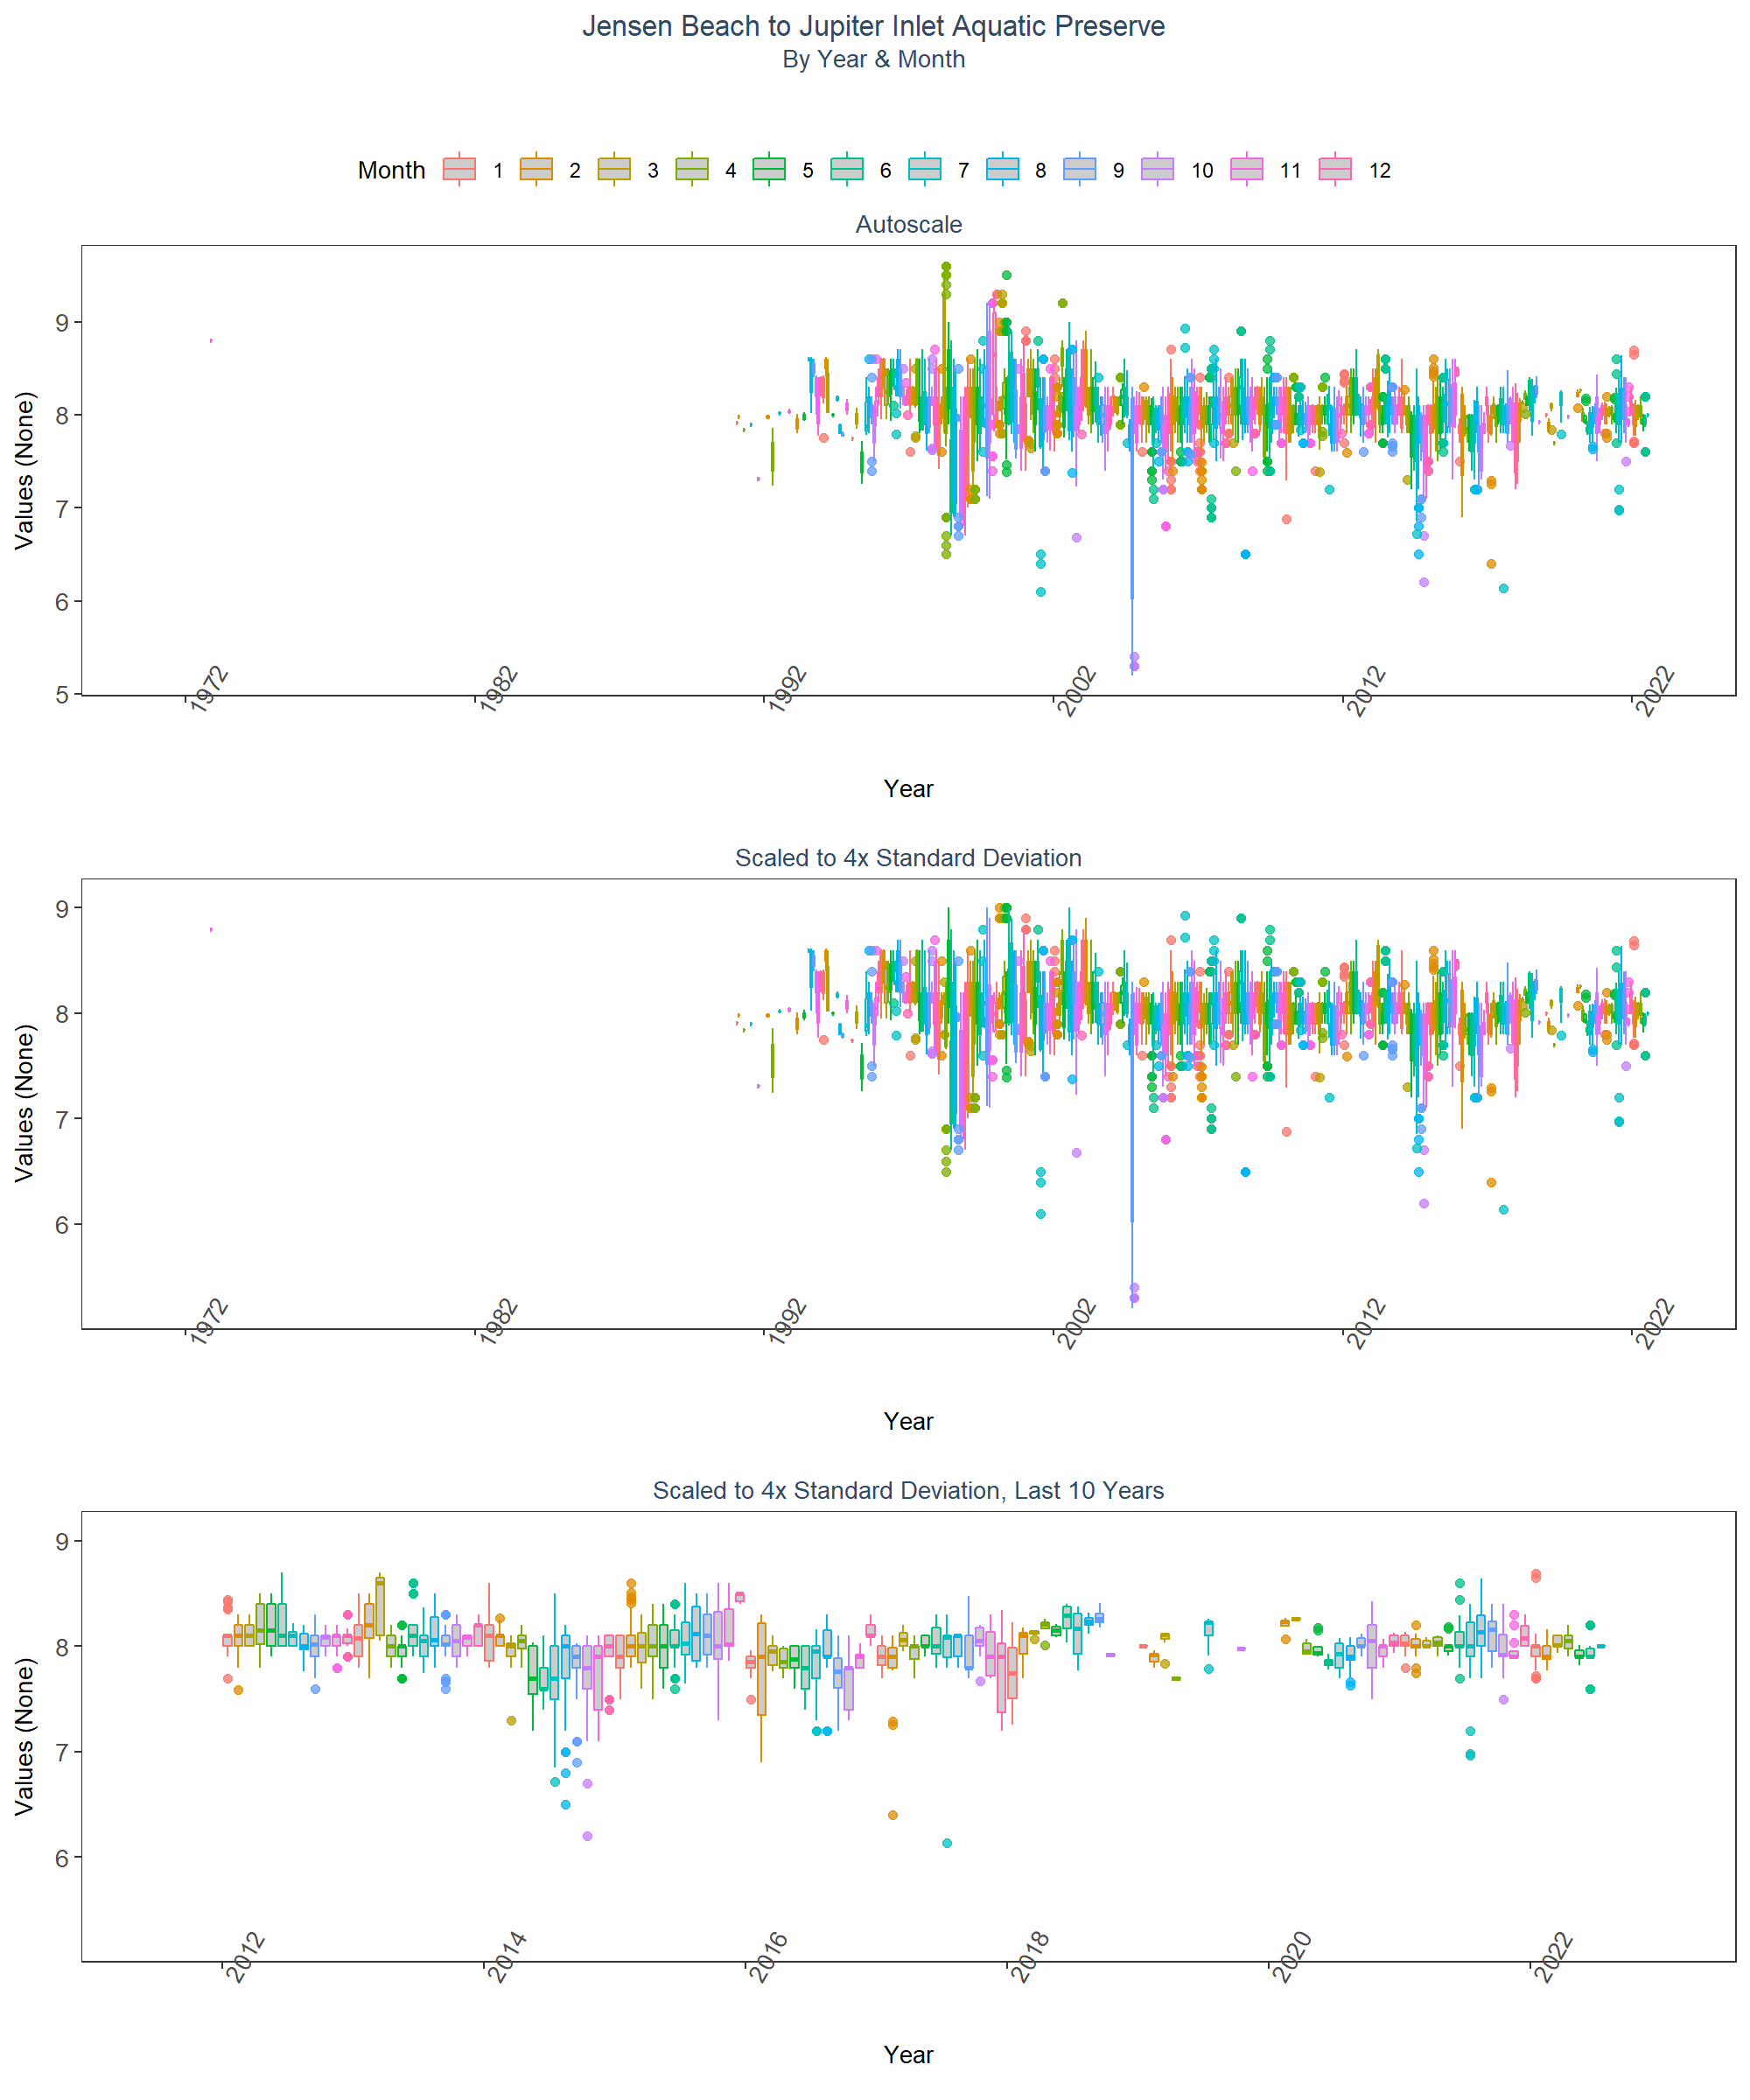 Jensen Beach to Jupiter Inlet Aquatic Preserve
By Year & Month
Month 1 2 3 4 5 6 7 8 9 10 11 12
Autoscale
Values (None)
9
8
7
6
5
1972 1982 1992 2002 2012 2022
Year
Scaled to 4x Standard Deviation
Values (None)
9
8
7
6
1972 1982 1992 2002 2012 2022
Year
Scaled to 4x Standard Deviation, Last 10 Years
Values (None)
9
8
7
6
2012 2014 2016 2018 2020 2022
Year